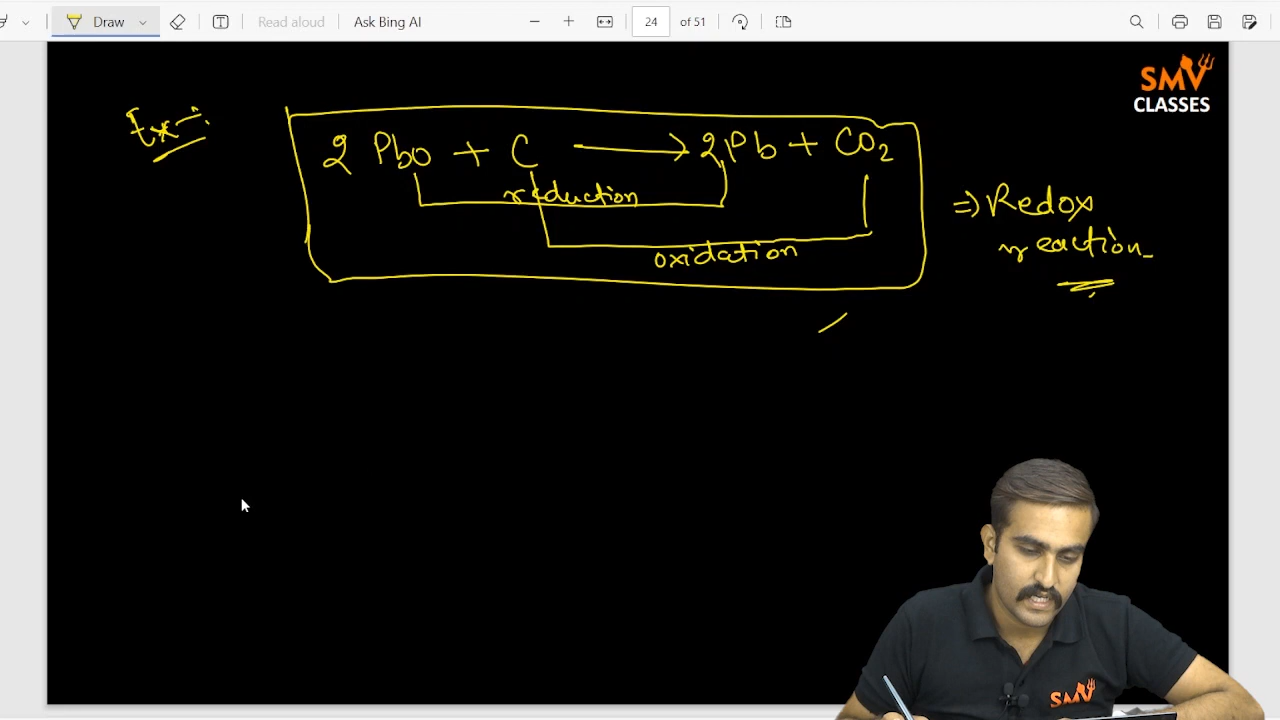 Draw
Read aloud
Ask Bing AI
24 of 51
SMV
CLASSES
Ex-:
2 Pbo + C → 2Pb + CO₂
reduction
oxidation
⇒ Redox
reaction
SMV